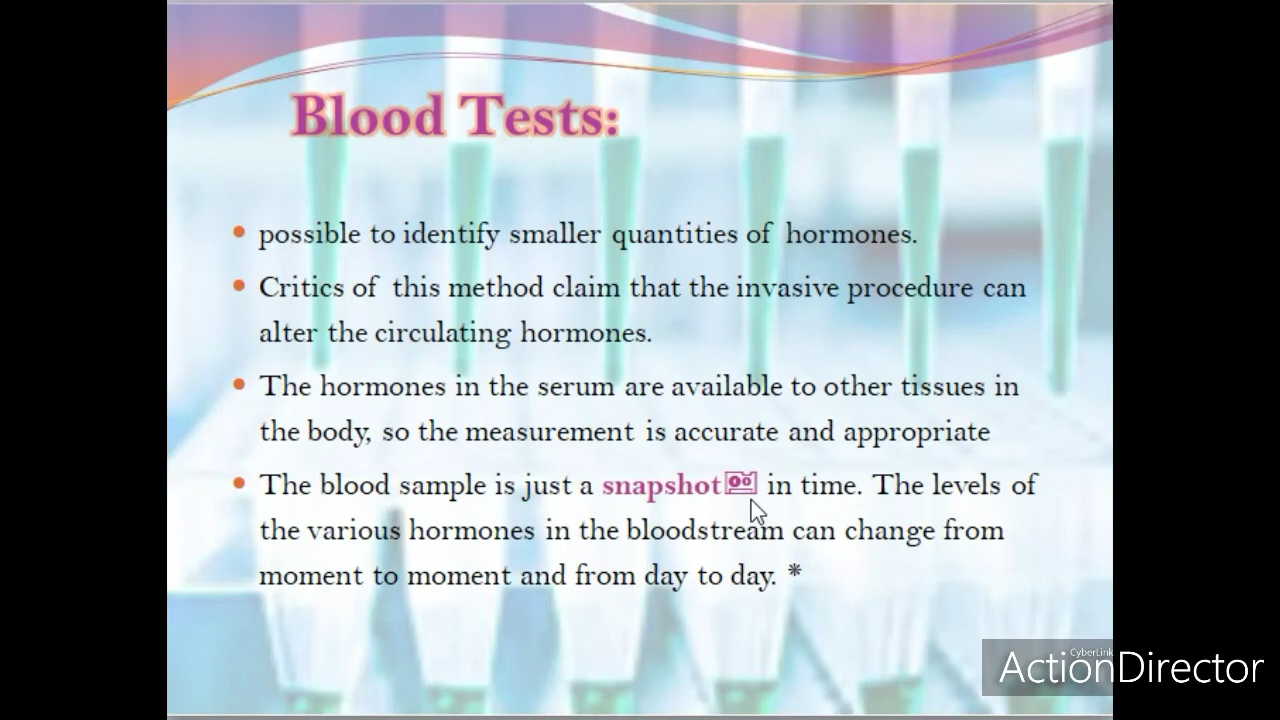 Blood Tests:
• possible to identify smaller quantities of hormones.
• Critics of this method claim that the invasive procedure can
alter the circulating hormones.
• The hormones in the serum are available to other tissues in
the body, so the measurement is accurate and appropriate
• The blood sample is just a snapshot📷 in time. The levels of
the various hormones in the bloodstream can change from
moment to moment and from day to day. *
CyberLink
ActionDirector